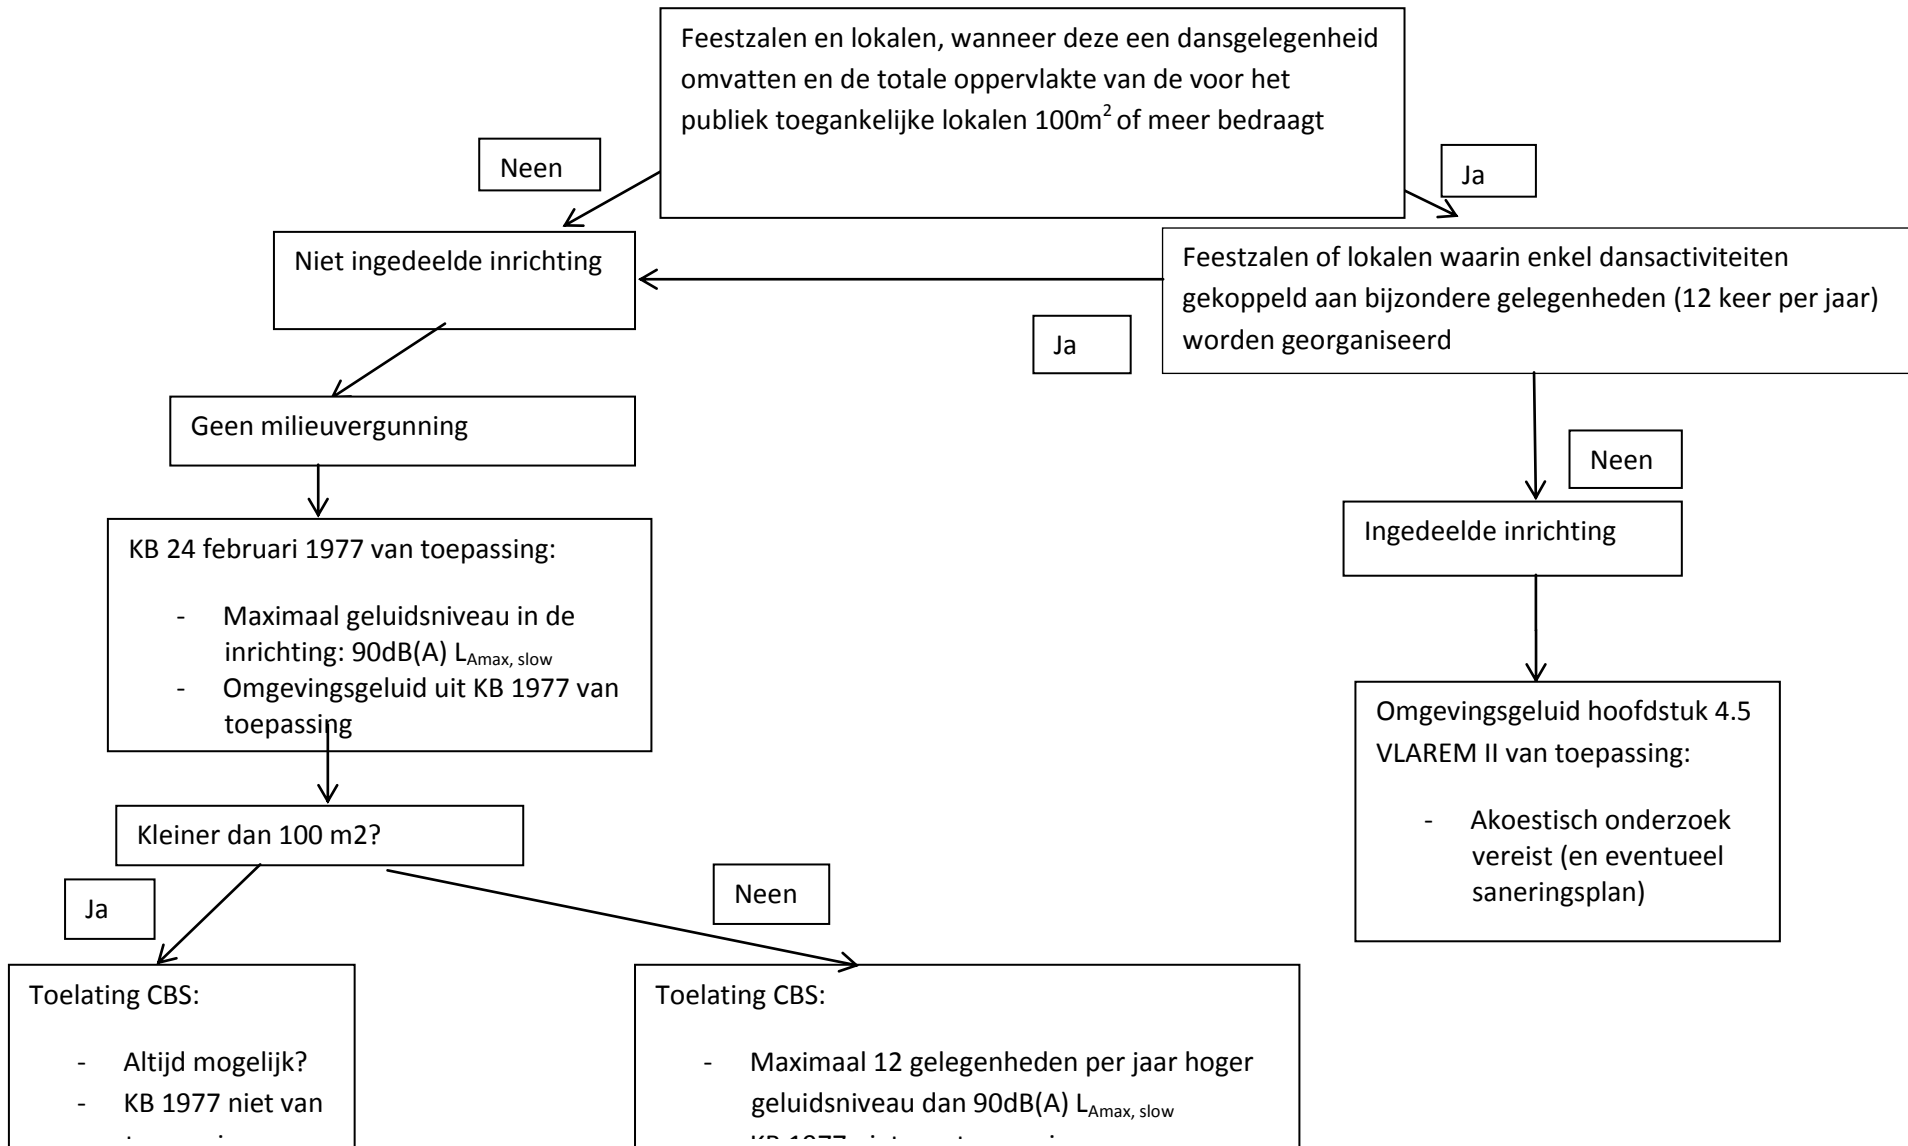 Feestzalen en lokalen, wanneer deze een dansgelegenheid
omvatten en de totale oppervlakte van de voor het
publiek toegankelijke lokalen 100m² of meer bedraagt
Neen
Ja
Niet ingedeelde inrichting
Feestzalen of lokalen waarin enkel dansactiviteiten
gekoppeld aan bijzondere gelegenheden (12 keer per jaar)
worden georganiseerd
Ja
Geen milieuvergunning
Neen
Ingedeelde inrichting
KB 24 februari 1977 van toepassing:
- Maximaal geluidsniveau in de
inrichting: 90dB(A) LAmax, slow
- Omgevingsgeluid uit KB 1977 van
toepassing
Omgevingsgeluid hoofdstuk 4.5
VLAREM II van toepassing:
- Akoestisch onderzoek
vereist (en eventueel
saneringsplan)
Kleiner dan 100 m2?
Ja
Neen
Toelating CBS:
- Altijd mogelijk?
- KB 1977 niet van
Toelating CBS:
- Maximaal 12 gelegenheden per jaar hoger
geluidsniveau dan 90dB(A) LAmax, slow